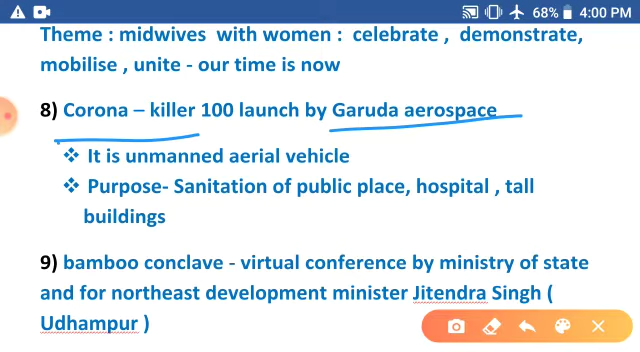 68% 4:00 PM
Theme : midwives with women : celebrate , demonstrate,
mobilise , unite - our time is now
8) Corona – killer 100 launch by Garuda aerospace
❖ It is unmanned aerial vehicle
❖ Purpose- Sanitation of public place, hospital , tall
buildings
9) bamboo conclave - virtual conference by ministry of state
and for northeast development minister Jitendra Singh (
Udhampur )